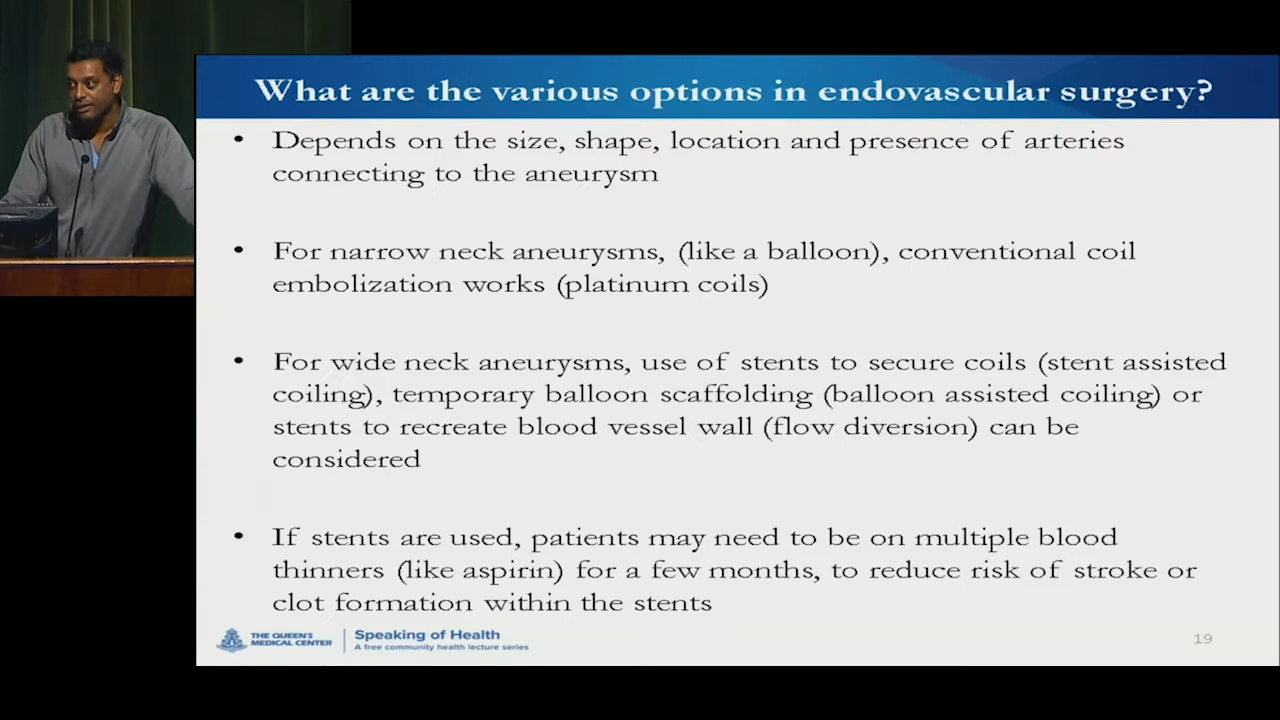 What are the various options in endovascular surgery?
• Depends on the size, shape, location and presence of arteries
connecting to the aneurysm
• For narrow neck aneurysms, (like a balloon), conventional coil
embolization works (platinum coils)
• For wide neck aneurysms, use of stents to secure coils (stent assisted
coiling), temporary balloon scaffolding (balloon assisted coiling) or
stents to recreate blood vessel wall (flow diversion) can be
considered
• If stents are used, patients may need to be on multiple blood
thinners (like aspirin) for a few months, to reduce risk of stroke or
clot formation within the stents
THE QUEEN'S
MEDICAL CENTER
Speaking of Health
A free community health lecture series
19